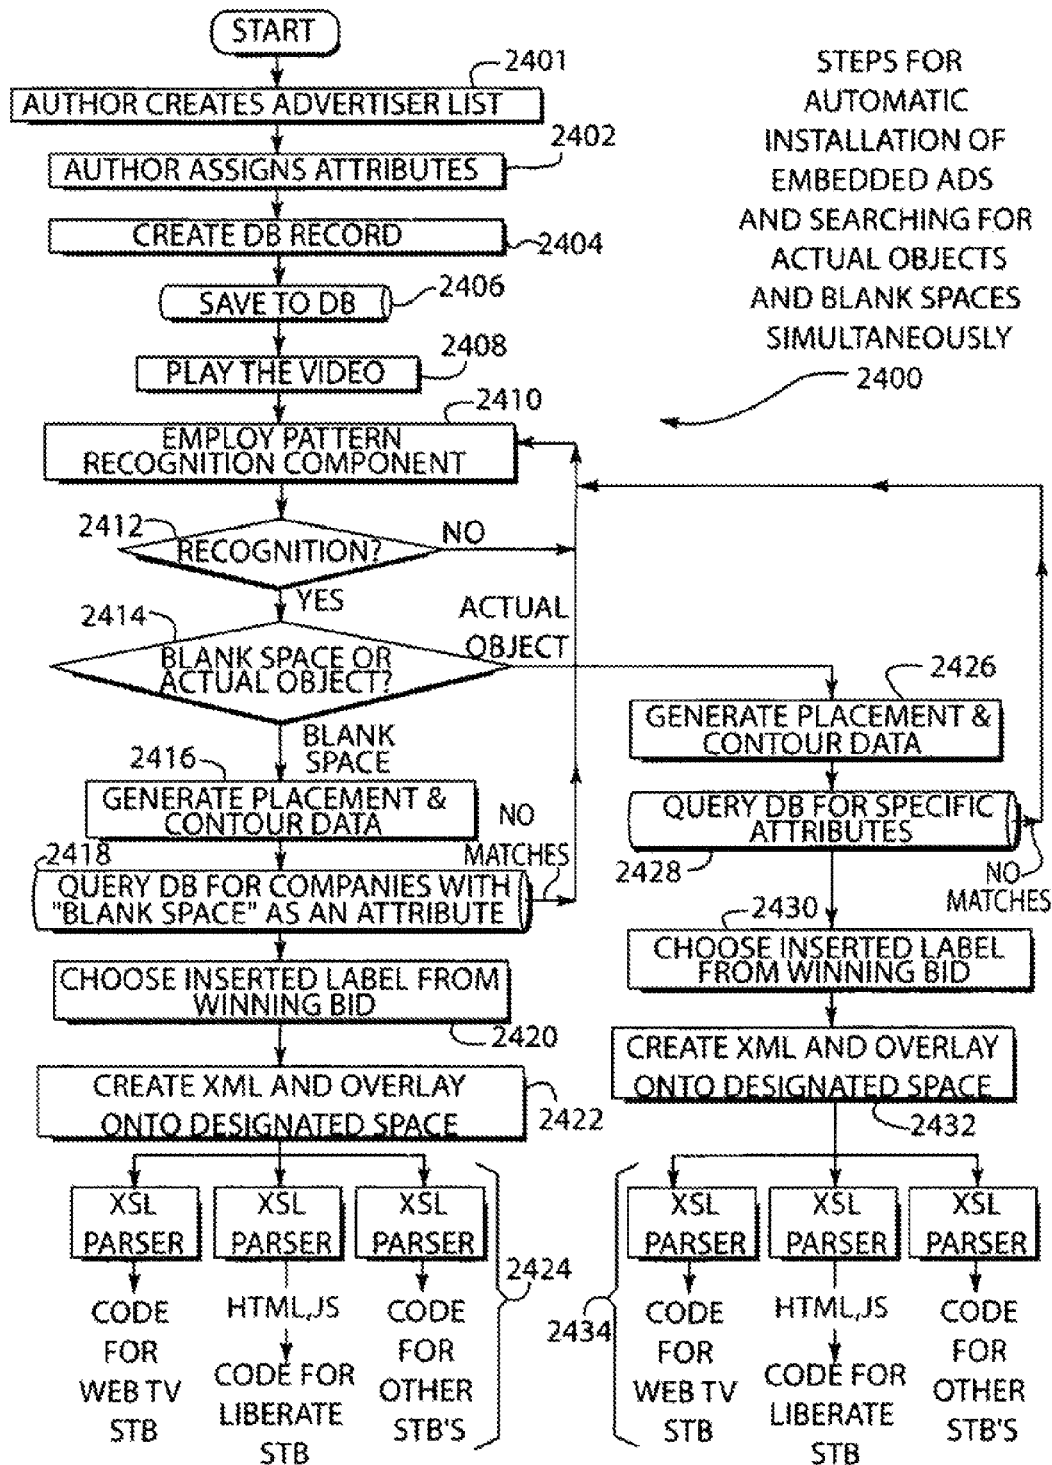 START
2401
AUTHOR CREATES ADVERTISER LIST
2402
AUTHOR ASSIGNS ATTRIBUTES
CREATE DB RECORD
2404
SAVE TO DB
2406
PLAY THE VIDEO
2408
2410
EMPLOY PATTERN
RECOGNITION COMPONENT
STEPS FOR
AUTOMATIC
INSTALLATION OF
EMBEDDED ADS
AND SEARCHING FOR
ACTUAL OBJECTS
AND BLANK SPACES
SIMULTANEOUSLY
2400
2412
RECOGNITION?
NO
YES
2414
BLANK SPACE OR
ACTUAL OBJECT?
ACTUAL
OBJECT
BLANK
SPACE
2416
GENERATE PLACEMENT &
CONTOUR DATA
NO
MATCHES
2418
QUERY DB FOR COMPANIES WITH
"BLANK SPACE" AS AN ATTRIBUTE
CHOOSE INSERTED LABEL FROM
WINNING BID
2420
CREATE XML AND OVERLAY
ONTO DESIGNATED SPACE
2422
XSL
PARSER
XSL
PARSER
XSL
PARSER
CODE
FOR
WEB TV
STB
HTML,JS
CODE FOR
LIBERATE
STB
CODE
FOR
OTHER
STB'S
2424
2426
GENERATE PLACEMENT &
CONTOUR DATA
QUERY DB FOR SPECIFIC
ATTRIBUTES
2428
NO
MATCHES
2430
CHOOSE INSERTED LABEL
FROM WINNING BID
CREATE XML AND OVERLAY
ONTO DESIGNATED SPACE
2432
2434
XSL
PARSER
XSL
PARSER
XSL
PARSER
CODE
FOR
WEB TV
STB
HTML,JS
CODE FOR
LIBERATE
STB
CODE
FOR
OTHER
STB'S